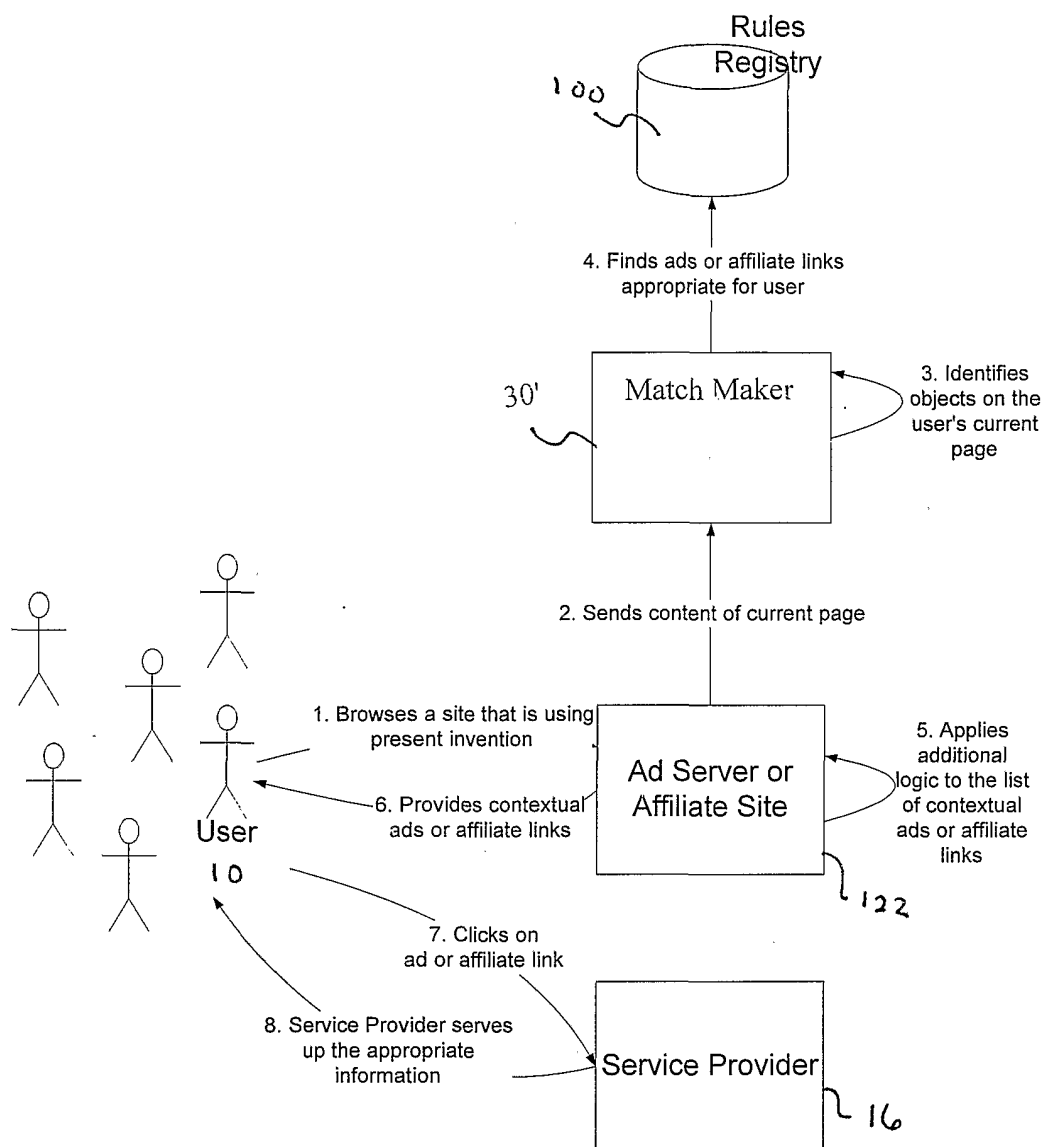 Rules
Registry
100
4. Finds ads or affiliate links
appropriate for user
Match Maker
30'
3. Identifies
objects on the
user's current
page
2. Sends content of current page
1. Browses a site that is using
present invention
6. Provides contextual
ads or affiliate links
Ad Server or
Affiliate Site
5. Applies
additional
logic to the list
of contextual
ads or affiliate
links
122
User
10
7. Clicks on
ad or affiliate link
8. Service Provider serves
up the appropriate
information
Service Provider
16